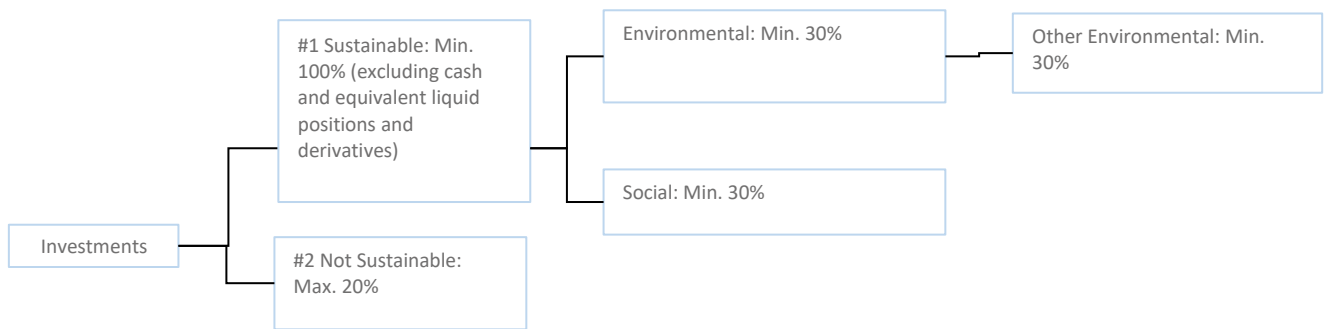 #1 Sustainable: Min.
100% (excluding cash
and equivalent liquid
positions and
derivatives)
Environmental: Min. 30%
Other Environmental: Min.
30%
Social: Min. 30%
Investments
#2 Not Sustainable:
Max. 20%